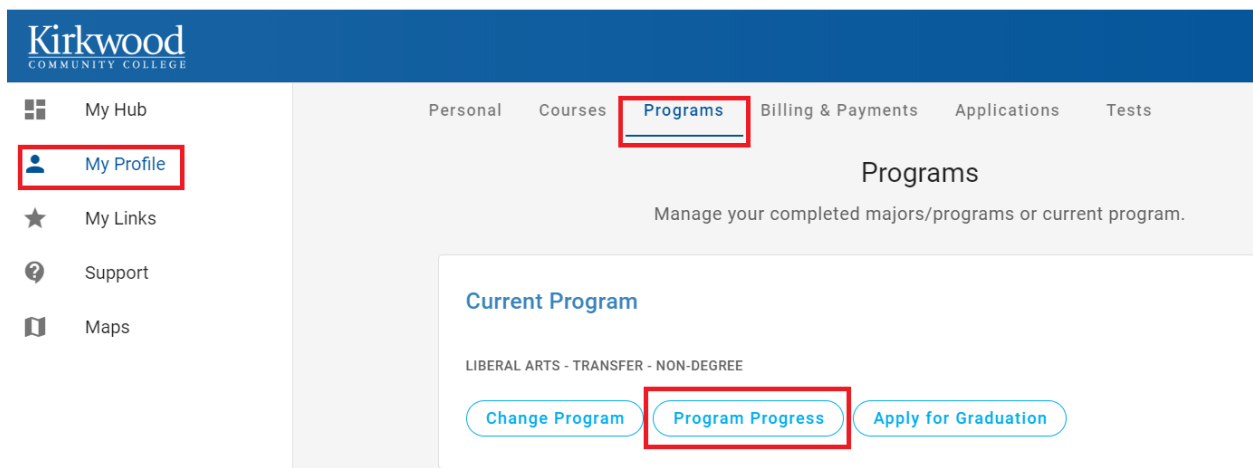 Kirkwood
COMMUNITY COLLEGE
My Hub
My Profile
My Links
Support
Maps
Personal Courses Programs Billing & Payments Applications Tests
Programs
Manage your completed majors/programs or current program.
Current Program
LIBERAL ARTS - TRANSFER - NON-DEGREE
Change Program Program Progress Apply for Graduation